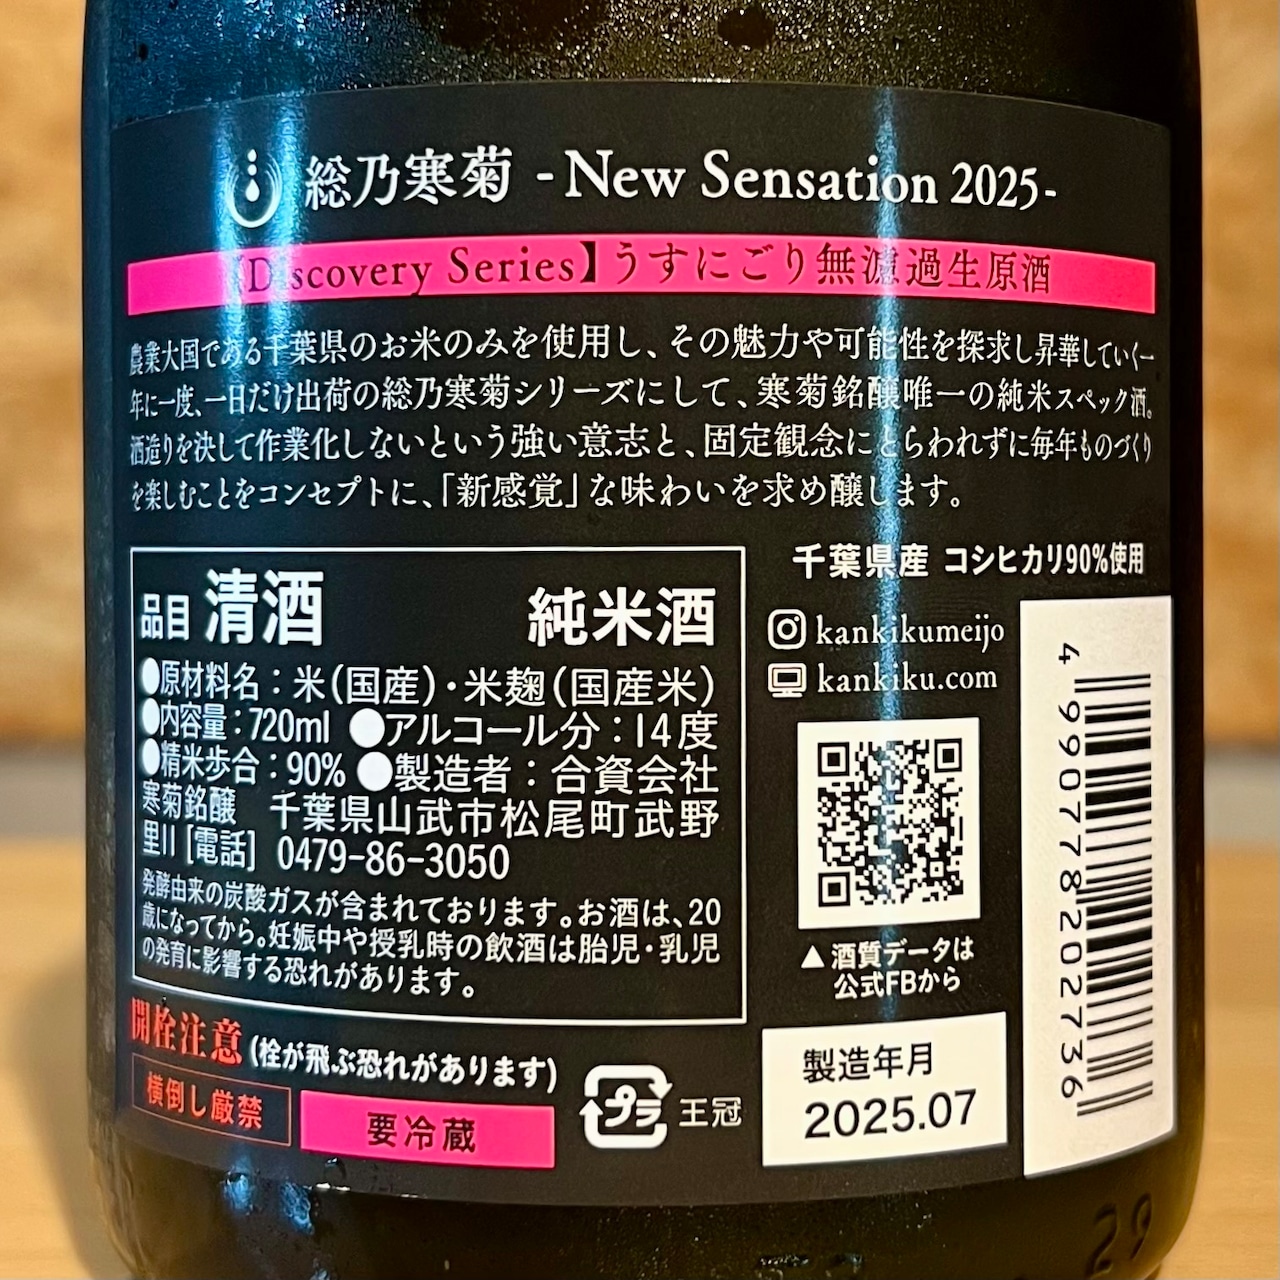 総乃寒菊 -New Sensation 2025-
【Discovery Series】うすにごり無濾過生原酒
農業大国である千葉県のお米のみを使用し、その魅力や可能性を探求し昇華していく一
年に一度、一日だけ出荷の総乃寒菊シリーズにして、寒菊銘醸唯一の純米スペック酒。
酒造りを決して作業化しないという強い意志と、固定観念にとらわれずに毎年ものづくり
を楽しむことをコンセプトに、「新感覚」な味わいを求め醸します。
品目 清酒 純米酒
●原材料名：米（国産）・米麹（国産米）
●内容量：720ml ●アルコール分：14度
●精米歩合：90% ●製造者：合資会社
寒菊銘醸 千葉県山武市松尾町武野
里11 [電話] 0479-86-3050
発酵由来の炭酸ガスが含まれております。お酒は、20
歳になってから。妊娠中や授乳時の飲酒は胎児・乳児
の発育に影響する恐れがあります。
千葉県産 コシヒカリ90%使用
kankikumeijo
kankiku.com
▲酒質データは
公式FBから
4990778202736
開栓注意 (栓が飛ぶ恐れがあります)
横倒し厳禁
要冷蔵
プラ 王冠
製造年月
2025.07
29